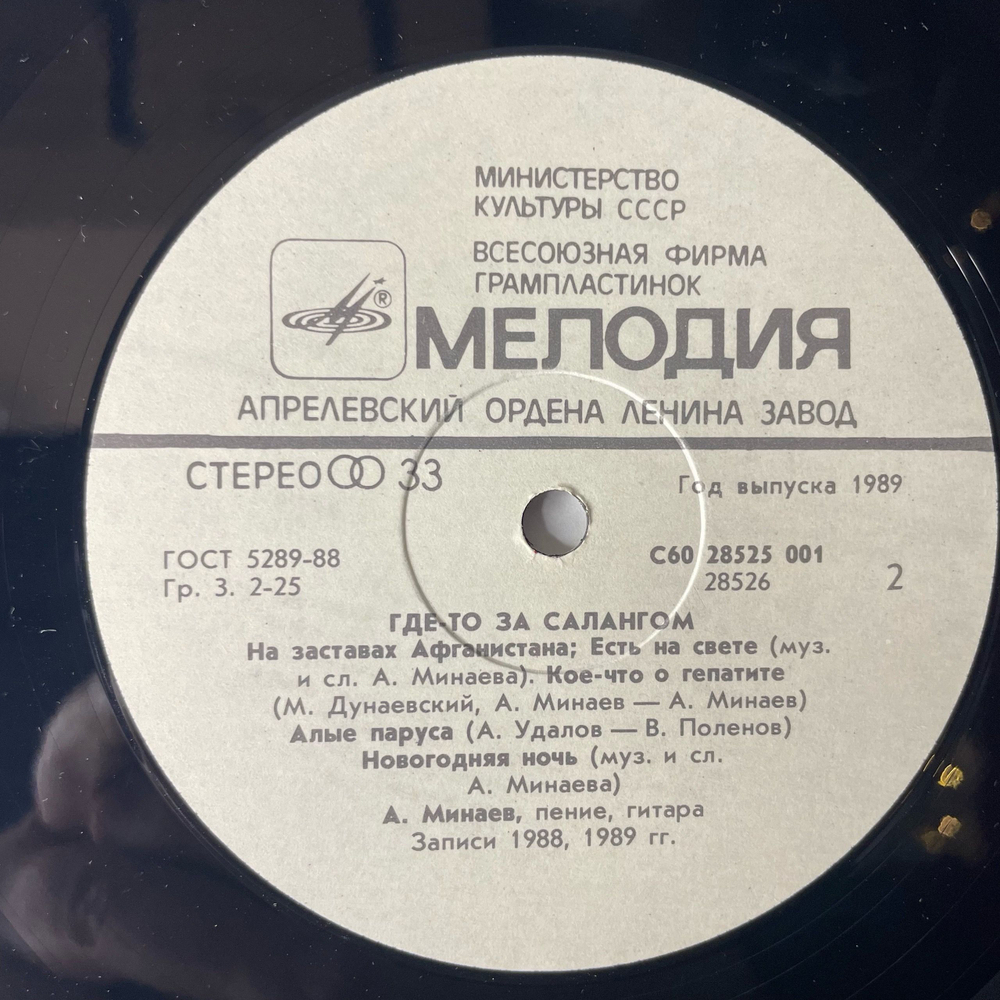 МИНИСТЕРСТВО
КУЛЬТУРЫ СССР
ВСЕСОЮЗНАЯ ФИРМА
ГРАМПЛАСТИНОК
®
МЕЛОДИЯ
АПРЕЛЕВСКИЙ ОРДЕНА ЛЕНИНА ЗАВОД
СТЕРЕО 33
Год выпуска 1989
ГОСТ 5289-88
Гр. 3. 2-25
С60 28525 001
28526
2
ГДЕ-ТО ЗА САЛАНГОМ
На заставах Афганистана; Есть на свете (муз.
и сл. А. Минаева). Кое-что о гепатите
(М. Дунаевский, А. Минаев — А. Минаев)
Алые паруса (А. Удалов — В. Поленов)
Новогодняя ночь (муз. и сл.
А. Минаева)
А. Минаев, пение, гитара
Записи 1988, 1989 гг.